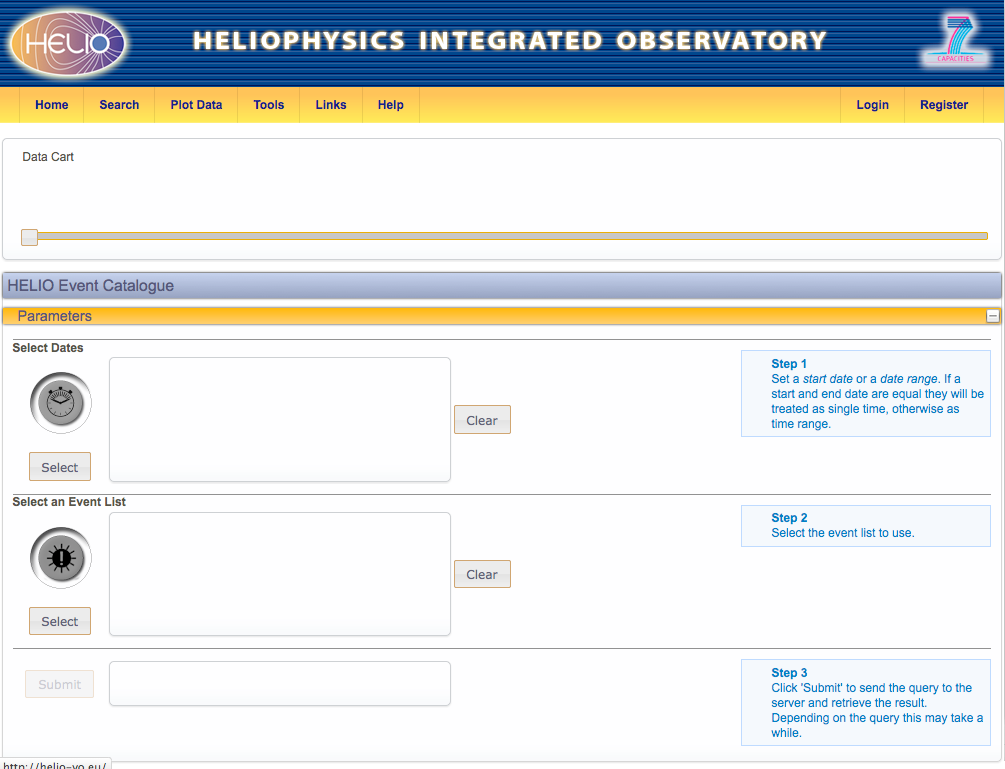 HELIO
HELIOPHYSICS INTEGRATED OBSERVATORY
7
CAPACITIES
Home Search Plot Data Tools Links Help Login Register
Data Cart
HELIO Event Catalogue
Parameters
Select Dates
Select
Clear
Step 1
Set a start date or a date range. If a
start and end date are equal they will be
treated as single time, otherwise as
time range.
Select an Event List
Select
Clear
Step 2
Select the event list to use.
Submit
Step 3
Click 'Submit' to send the query to the
server and retrieve the result.
Depending on the query this may take a
while.
http://helio-vo.eu/